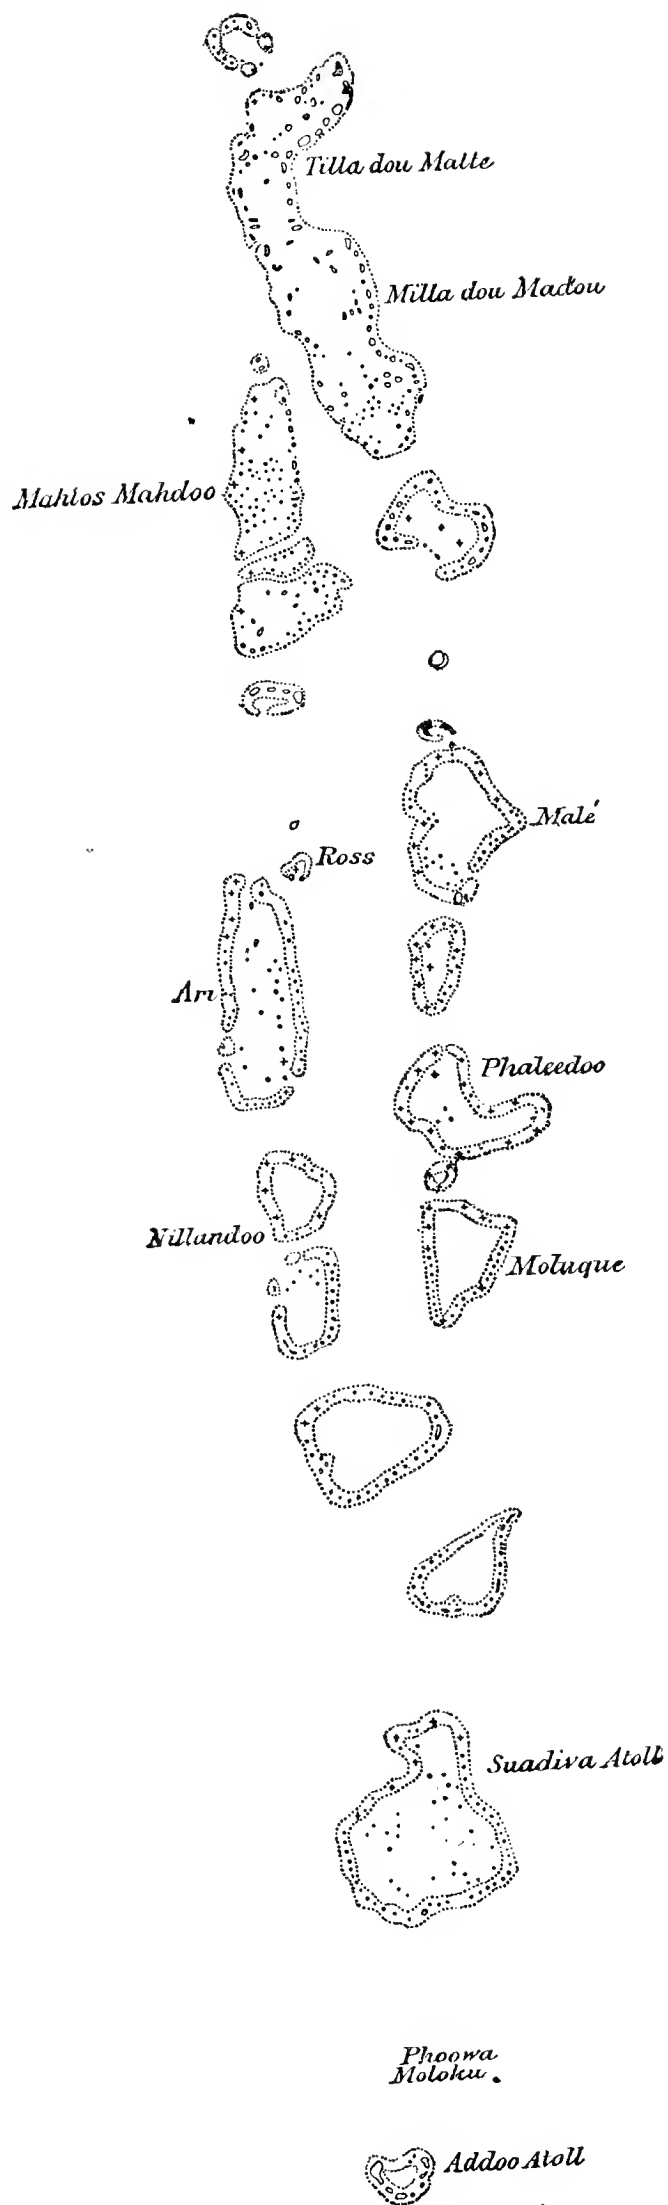 Tilla dou Matte
Milla dou Madou
Mahlos Mahdoo
Malé
Ross
Ari
Phaleedoo
Nillandoo
Moluque
Suadiva Atoll
Phoowa
Moloku.
Addoo Atoll